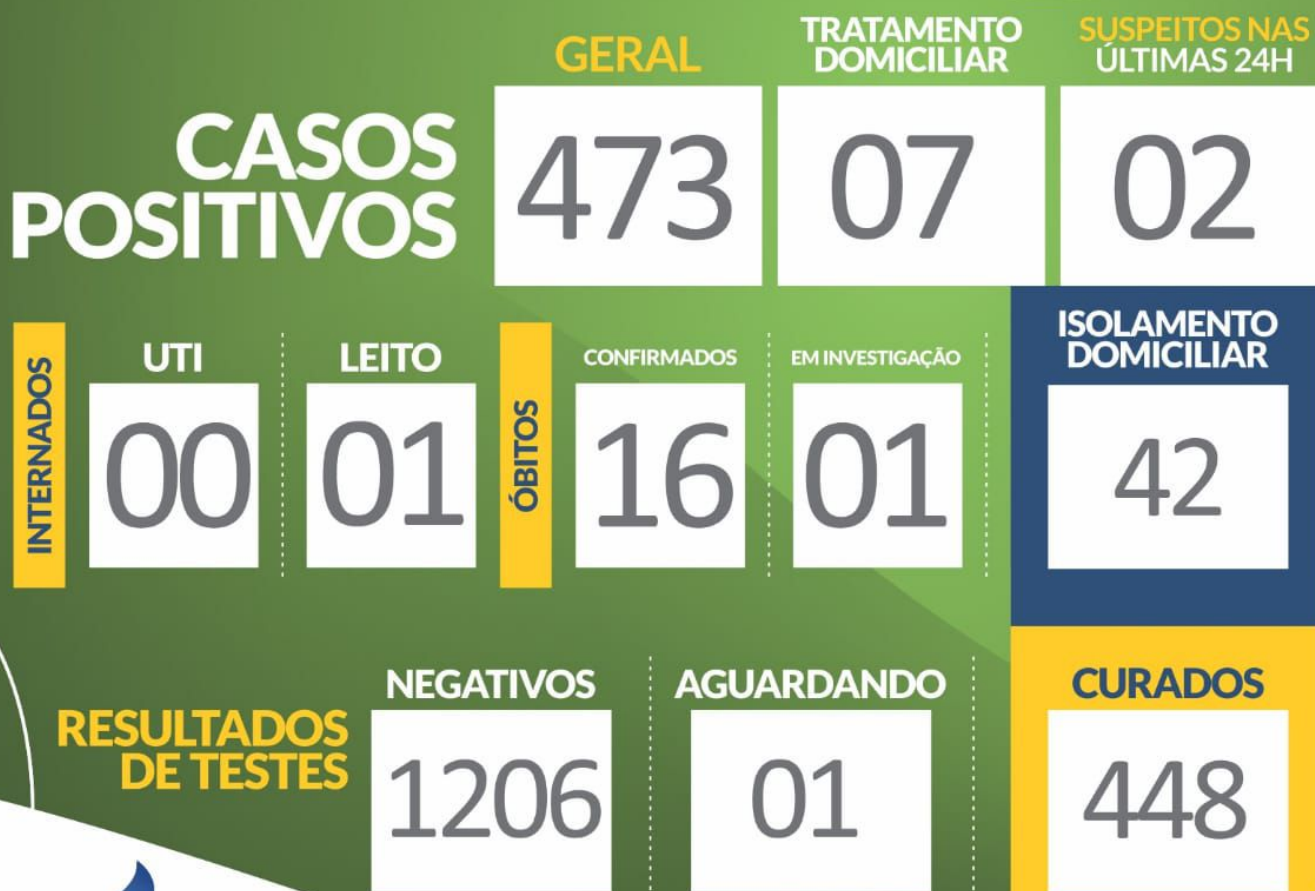 GERAL
TRATAMENTO
DOMICILIAR
SUSPEITOS NAS
ÚLTIMAS 24H
CASOS
POSITIVOS
473
07
02
INTERNADOS
UTI
00
LEITO
01
ÓBITOS
CONFIRMADOS
16
EM INVESTIGAÇÃO
01
ISOLAMENTO
DOMICILIAR
42
RESULTADOS
DE TESTES
NEGATIVOS
1206
AGUARDANDO
01
CURADOS
448